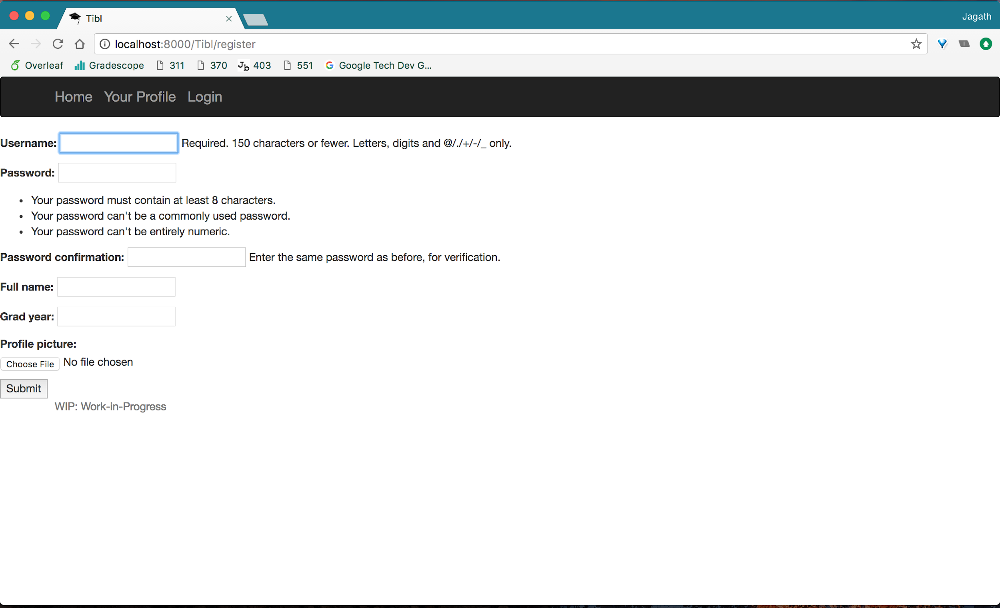 Tibl
Jagath
localhost:8000/Tibl/register
Overleaf Gradescope 311 370 Jb 403 551 Google Tech Dev G...
Home Your Profile Login
Username: Required. 150 characters or fewer. Letters, digits and @/./+/-/_ only.
Password:
• Your password must contain at least 8 characters.
• Your password can't be a commonly used password.
• Your password can't be entirely numeric.
Password confirmation: Enter the same password as before, for verification.
Full name:
Grad year:
Profile picture:
Choose File No file chosen
Submit
WIP: Work-in-Progress